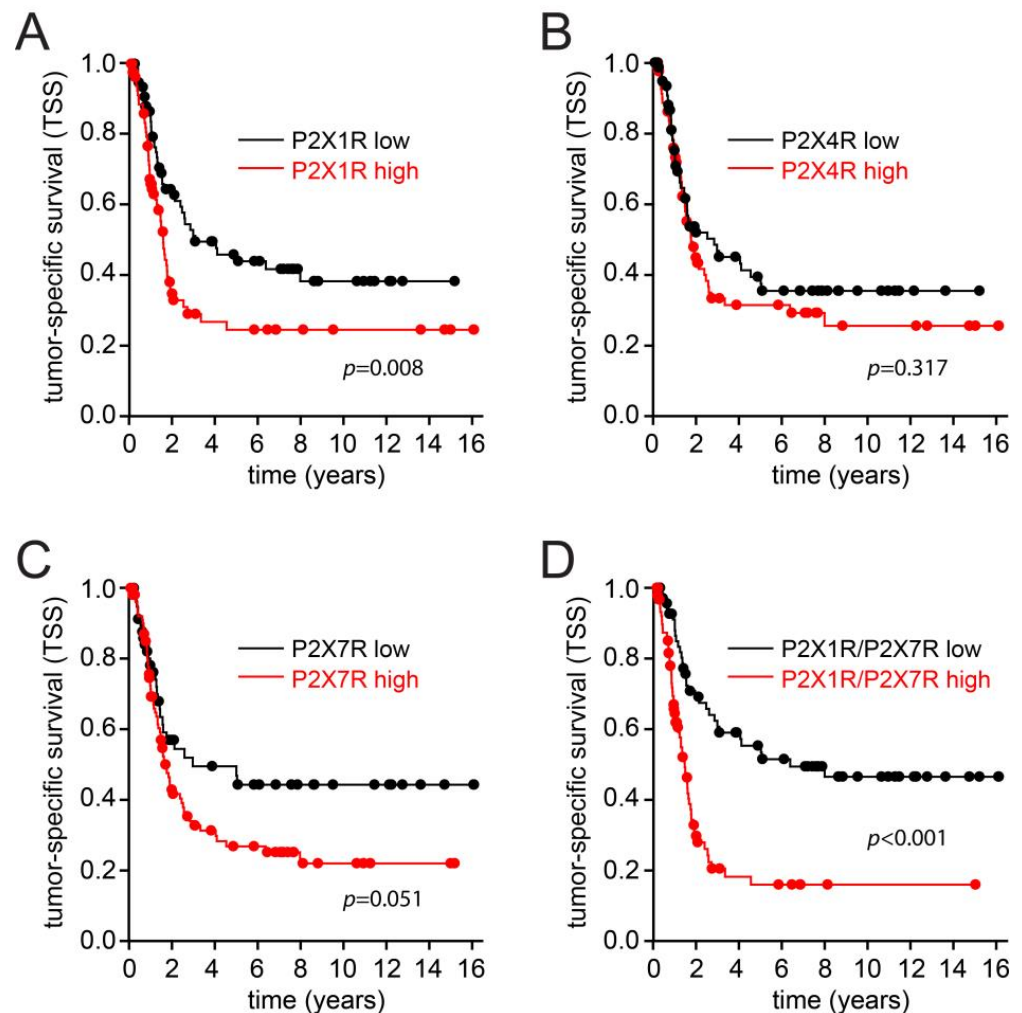 A
tumor-specific survival (TSS)
1.0
0.8
0.6
0.4
0.2
0.0
P2X1R low
P2X1R high
p=0.008
0 2 4 6 8 10 12 14 16
time (years)
B
tumor-specific survival (TSS)
1.0
0.8
0.6
0.4
0.2
0.0
P2X4R low
P2X4R high
p=0.317
0 2 4 6 8 10 12 14 16
time (years)
C
tumor-specific survival (TSS)
1.0
0.8
0.6
0.4
0.2
0.0
P2X7R low
P2X7R high
p=0.051
0 2 4 6 8 10 12 14 16
time (years)
D
tumor-specific survival (TSS)
1.0
0.8
0.6
0.4
0.2
0.0
P2X1R/P2X7R low
P2X1R/P2X7R high
p<0.001
0 2 4 6 8 10 12 14 16
time (years)